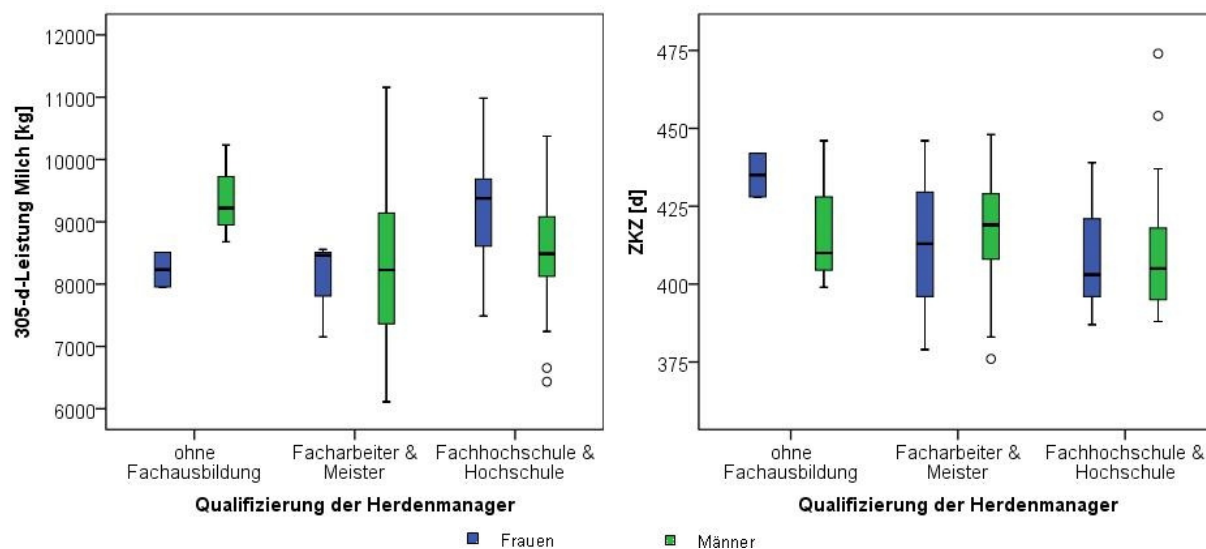 305-d-Leistung Milch [kg]
12000
11000
10000
9000
8000
7000
6000
ohne
Fachausbildung
Facharbeiter &
Meister
Fachhochschule &
Hochschule
Qualifizierung der Herdenmanager
ZKZ [d]
475
450
425
400
375
ohne
Fachausbildung
Facharbeiter &
Meister
Fachhochschule &
Hochschule
Qualifizierung der Herdenmanager
Frauen
Männer